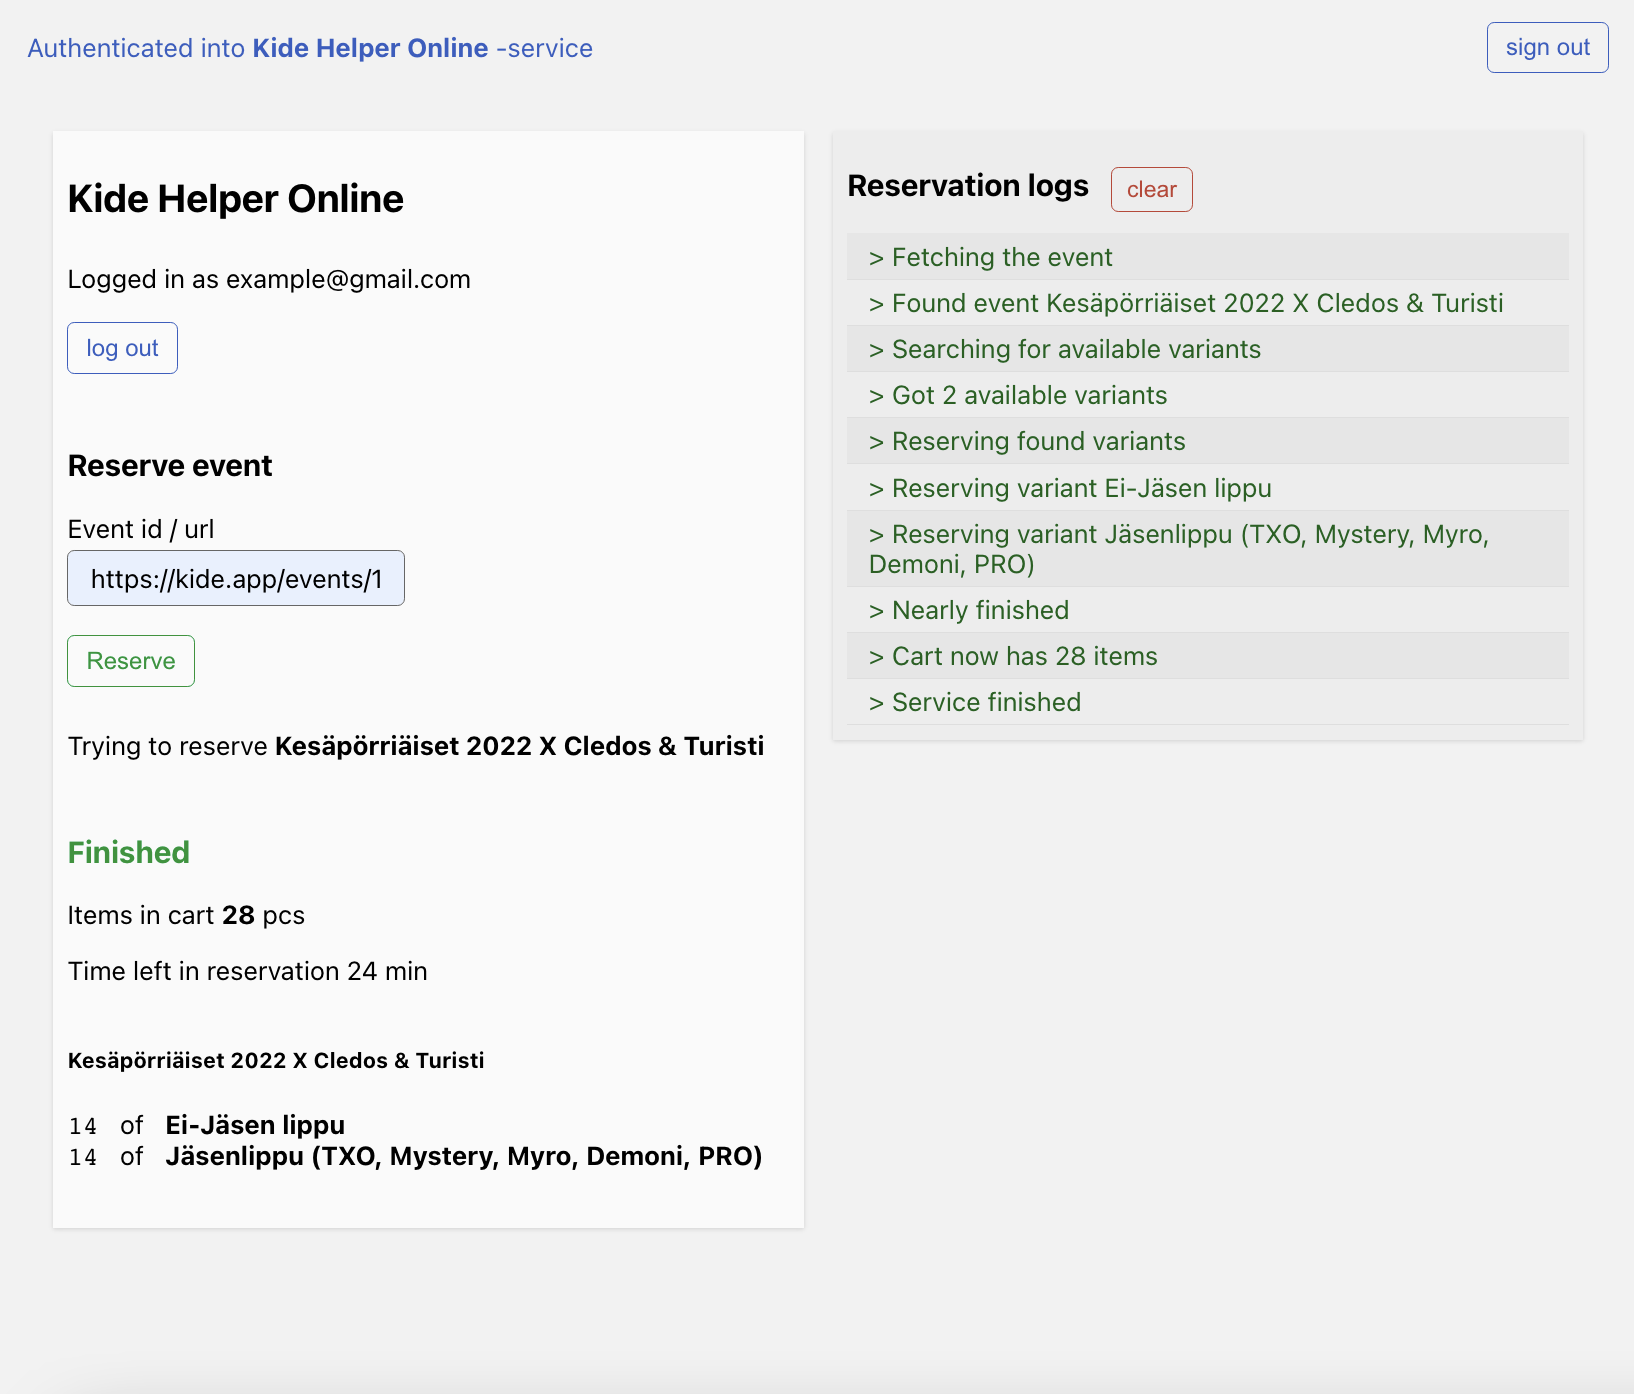 Authenticated into Kide Helper Online -service
sign out
Kide Helper Online
Logged in as example@gmail.com
log out
Reserve event
Event id / url
https://kide.app/events/1
Reserve
Trying to reserve Kesäpörriäiset 2022 X Cledos & Turisti
Finished
Items in cart 28 pcs
Time left in reservation 24 min
Kesäpörriäiset 2022 X Cledos & Turisti
14 of Ei-Jäsen lippu
14 of Jäsenlippu (TXO, Mystery, Myro, Demoni, PRO)
Reservation logs
clear
> Fetching the event
> Found event Kesäpörriäiset 2022 X Cledos & Turisti
> Searching for available variants
> Got 2 available variants
> Reserving found variants
> Reserving variant Ei-Jäsen lippu
> Reserving variant Jäsenlippu (TXO, Mystery, Myro,
Demoni, PRO)
> Nearly finished
> Cart now has 28 items
> Service finished